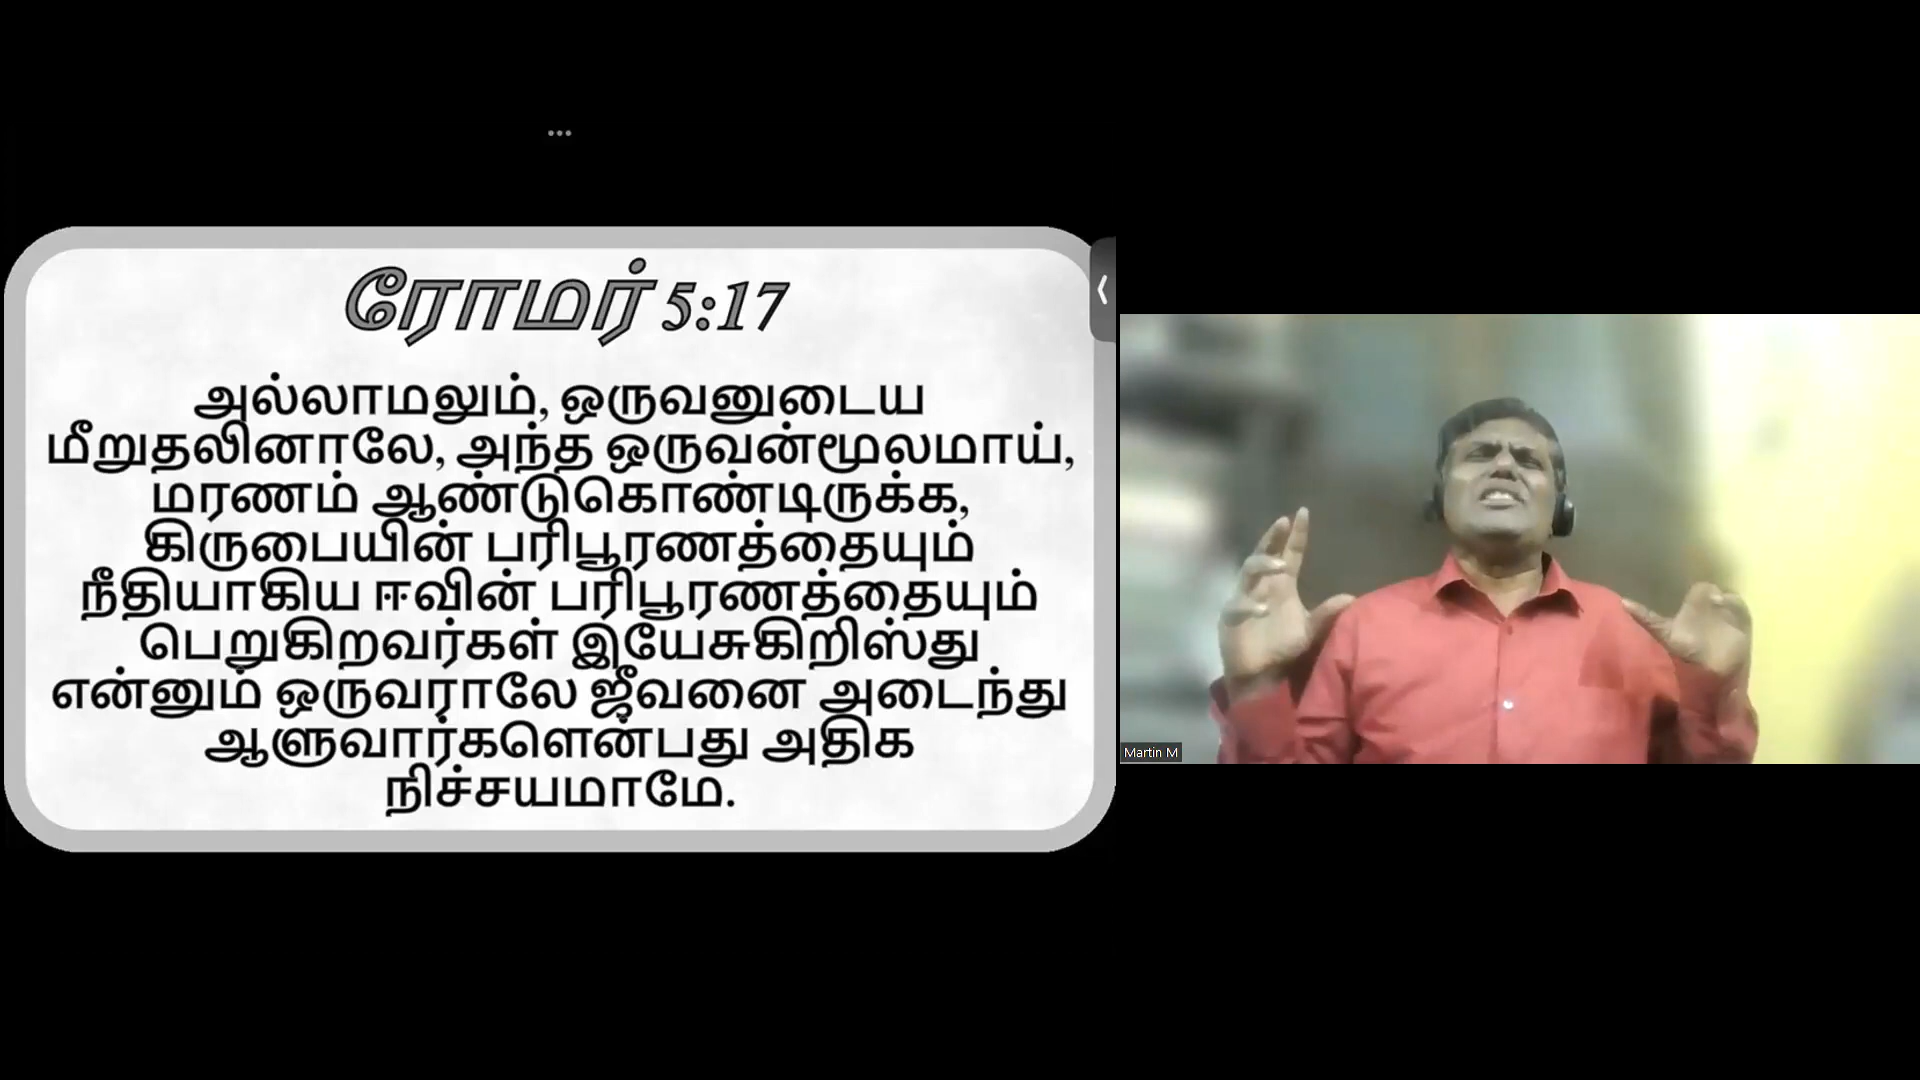 ரோமர் 5:17
அல்லாமலும், ஒருவனுடைய
மீறுதலினாலே, அந்த ஒருவன்மூலமாய்,
மரணம் ஆண்டுகொண்டிருக்க,
கிருபையின் பரிபூரணத்தையும்
நீதியாகிய ஈவின் பரிபூரணத்தையும்
பெறுகிறவர்கள் இயேசுகிறிஸ்து
என்னும் ஒருவராலே ஜீவனை அடைந்து
ஆளுவார்களென்பது அதிக
நிச்சயமாமே.
Martin M